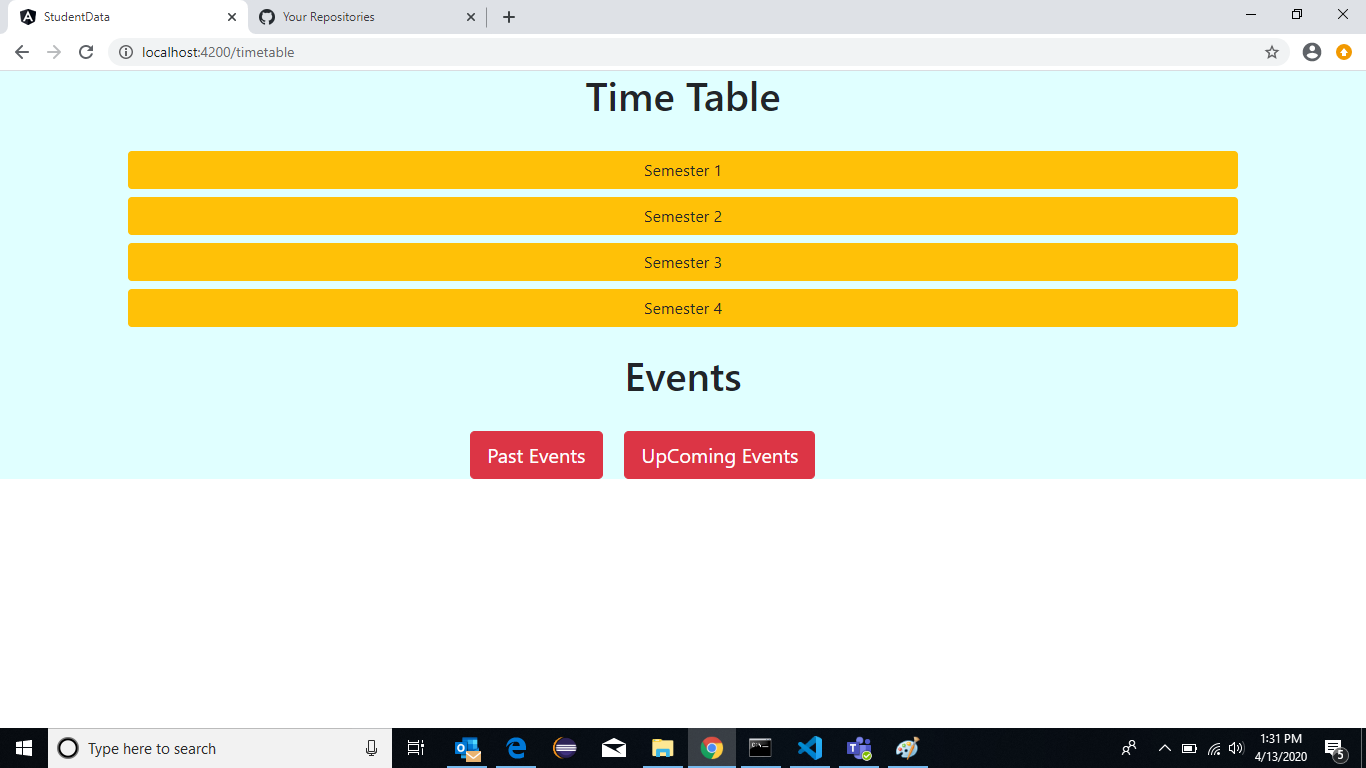 StudentData
Your Repositories
localhost:4200/timetable
Time Table
Semester 1
Semester 2
Semester 3
Semester 4
Events
Past Events UpComing Events
Type here to search
1:31 PM
4/13/2020
5